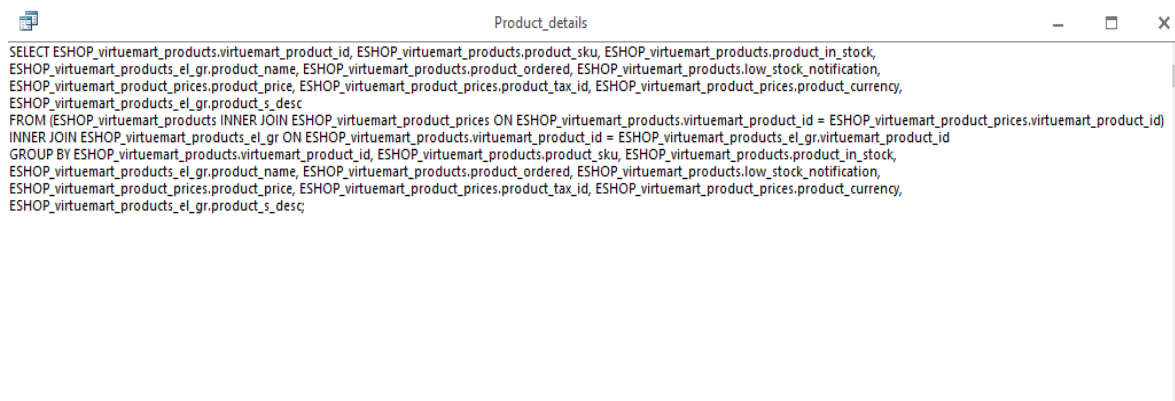 Product_details
SELECT ESHOP_virtuemart_products.virtuemart_product_id, ESHOP_virtuemart_products.product_sku, ESHOP_virtuemart_products.product_in_stock,
ESHOP_virtuemart_products_el_gr.product_name, ESHOP_virtuemart_products.product_ordered, ESHOP_virtuemart_products.low_stock_notification,
ESHOP_virtuemart_product_prices.product_price, ESHOP_virtuemart_product_prices.product_tax_id, ESHOP_virtuemart_product_prices.product_currency,
ESHOP_virtuemart_products_el_gr.product_s_desc
FROM (ESHOP_virtuemart_products INNER JOIN ESHOP_virtuemart_product_prices ON ESHOP_virtuemart_products.virtuemart_product_id = ESHOP_virtuemart_product_prices.virtuemart_product_id)
INNER JOIN ESHOP_virtuemart_products_el_gr ON ESHOP_virtuemart_products.virtuemart_product_id = ESHOP_virtuemart_products_el_gr.virtuemart_product_id
GROUP BY ESHOP_virtuemart_products.virtuemart_product_id, ESHOP_virtuemart_products.product_sku, ESHOP_virtuemart_products.product_in_stock,
ESHOP_virtuemart_products_el_gr.product_name, ESHOP_virtuemart_products.product_ordered, ESHOP_virtuemart_products.low_stock_notification,
ESHOP_virtuemart_product_prices.product_price, ESHOP_virtuemart_product_prices.product_tax_id, ESHOP_virtuemart_product_prices.product_currency,
ESHOP_virtuemart_products_el_gr.product_s_desc;